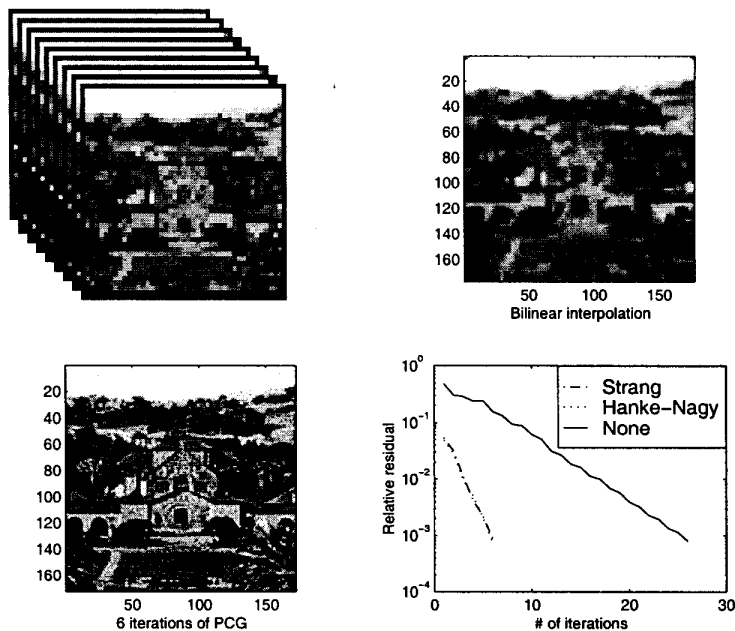 20
40
60
80
100
120
140
160
50 100 150
Bilinear interpolation
20
40
60
80
100
120
140
160
50 100 150
6 iterations of PCG
10^0
10^-1
10^-2
10^-3
10^-4
Relative residual
Strang
Hanke-Nagy
None
0 10 20 30
# of iterations